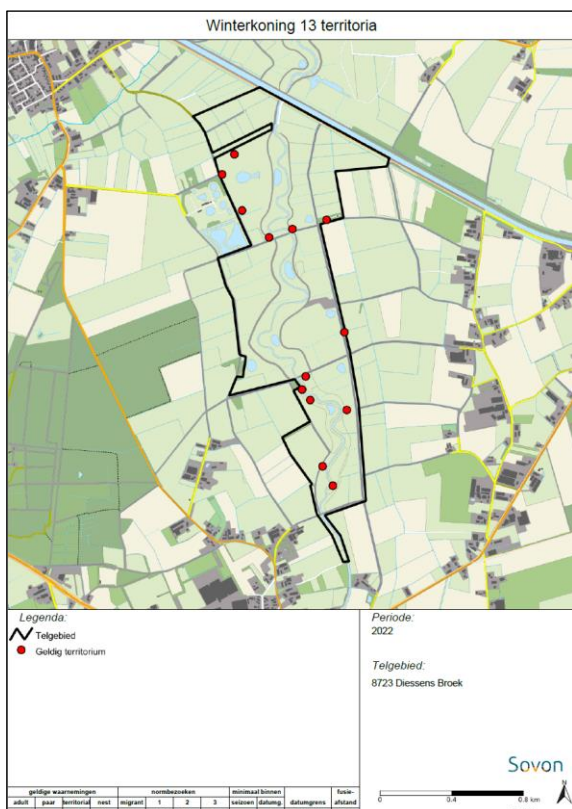 Winterkoning 13 territoria
Legenda:
Telgebied
Geldig territorium
Periode:
2022
Telgebied:
8723 Diessens Broek
Sovon
0 0.4 0.8 km
N
geldige waarnemingen normbezoeken minimaal binnen fusie-
adult paar territorial nest migrant 1 2 3 seizoen datumg. datumgrens afstand